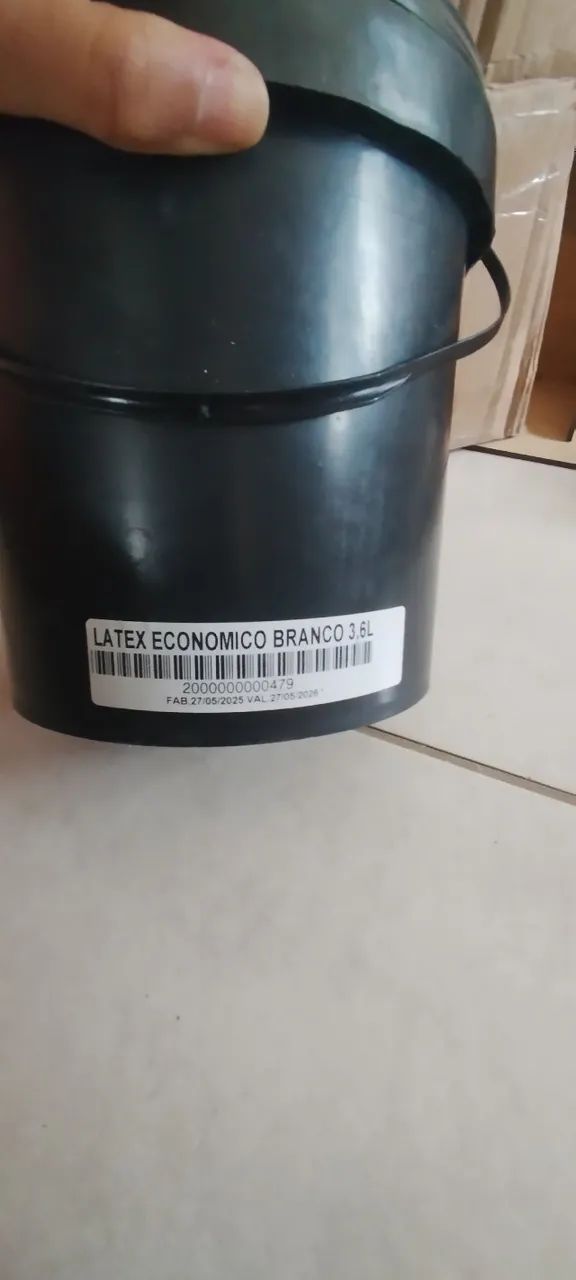 LATEX ECONOMICO BRANCO 3,6L
2000000000479
FAB.27/05/2025 VAL.27/05/2026